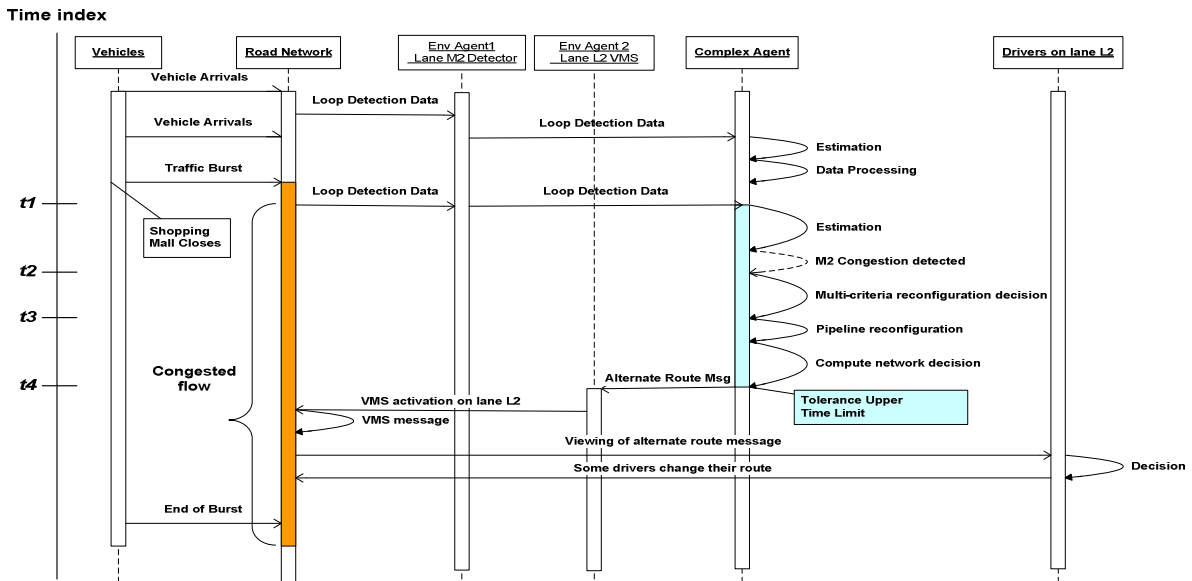 Time index
Vehicles
Road Network
Env Agent1
Lane M2 Detector
Env Agent 2
Lane L2 VMS
Complex Agent
Drivers on lane L2
Vehicle Arrivals
Loop Detection Data
Vehicle Arrivals
Loop Detection Data
Estimation
Data Processing
Traffic Burst
t1
Loop Detection Data
Loop Detection Data
Shopping
Mall Closes
Estimation
t2
M2 Congestion detected
Multi-criteria reconfiguration decision
t3
Pipeline reconfiguration
Congested
flow
Compute network decision
t4
Alternate Route Msg
Tolerance Upper
Time Limit
VMS activation on lane L2
VMS message
Viewing of alternate route message
Some drivers change their route
Decision
End of Burst